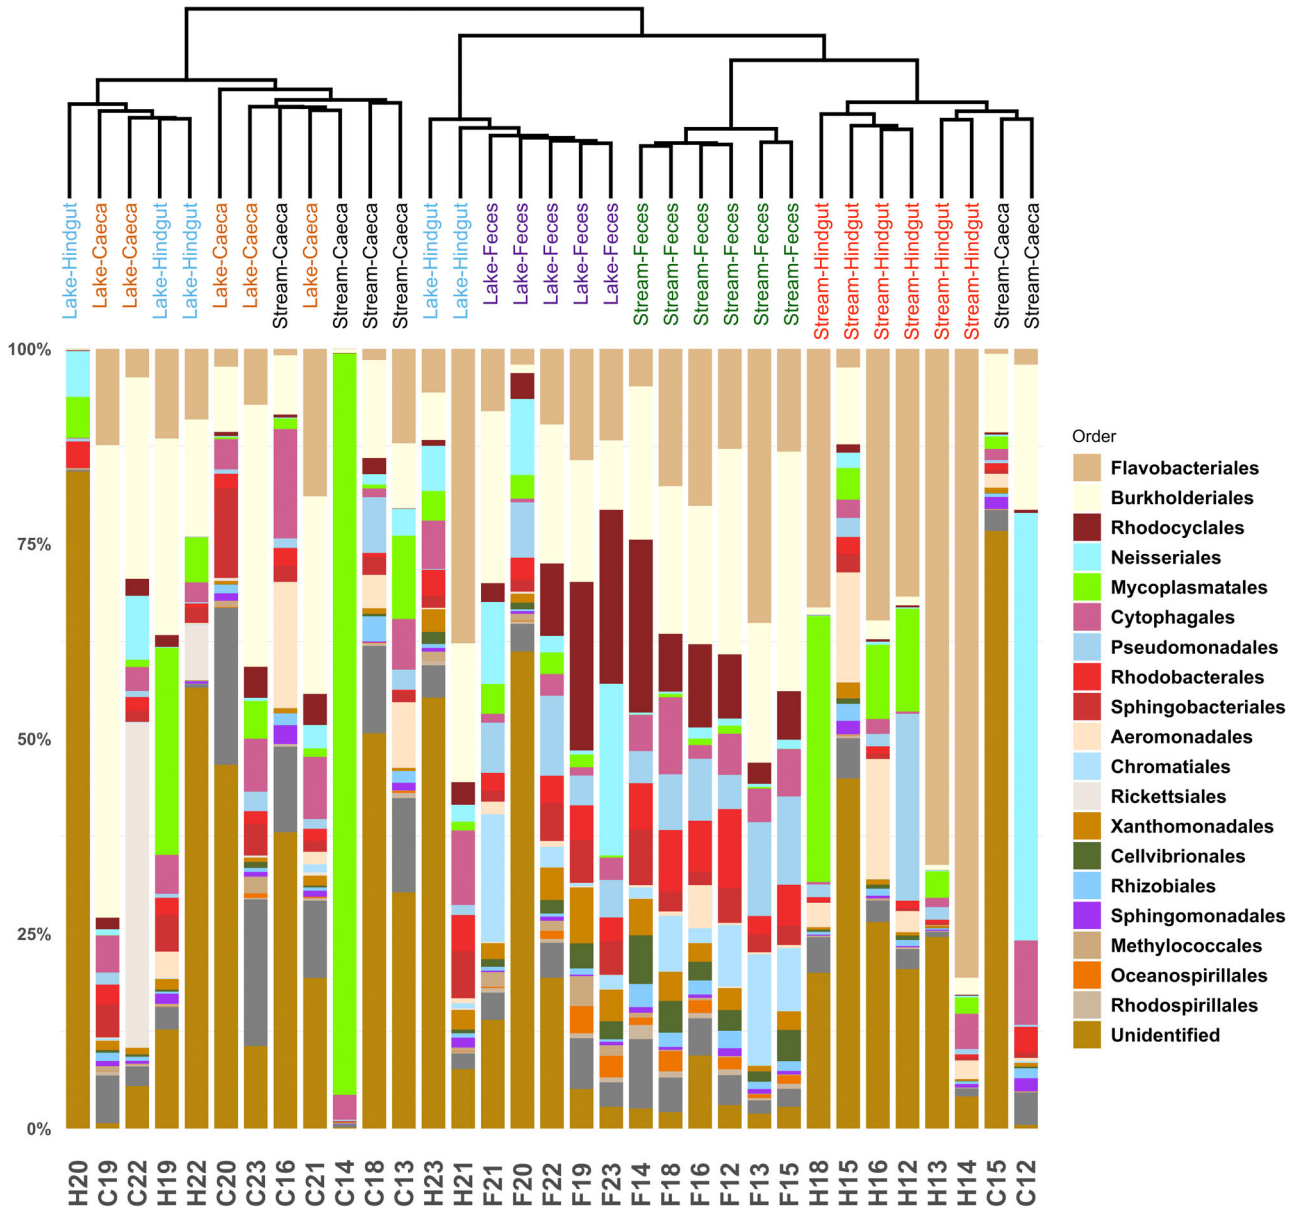 Lake-Hindgut
Lake-Caeca
Lake-Caeca
Lake-Hindgut
Lake-Hindgut
Lake-Caeca
Lake-Caeca
Stream-Caeca
Lake-Caeca
Stream-Caeca
Stream-Caeca
Stream-Caeca
Lake-Hindgut
Lake-Hindgut
Lake-Feces
Lake-Feces
Lake-Feces
Lake-Feces
Lake-Feces
Stream-Feces
Stream-Feces
Stream-Feces
Stream-Feces
Stream-Feces
Stream-Feces
Stream-Hindgut
Stream-Hindgut
Stream-Hindgut
Stream-Hindgut
Stream-Hindgut
Stream-Hindgut
Stream-Caeca
Stream-Caeca
100%
75%
50%
25%
0%
Order
Flavobacteriales
Burkholderiales
Rhodocyclales
Neisseriales
Mycoplasmatales
Cytophagales
Pseudomonadales
Rhodobacterales
Sphingobacteriales
Aeromonadales
Chromatiales
Rickettsiales
Xanthomonadales
Cellvibrionales
Rhizobiales
Sphingomonadales
Methylococcales
Oceanospirillales
Rhodospirillales
Unidentified
H20
C19
C22
H19
H22
C20
C23
C16
C21
C14
C18
C13
H23
H21
F21
F20
F22
F19
F23
F14
F18
F16
F12
F13
F15
H18
H15
H16
H12
H13
H14
C15
C12